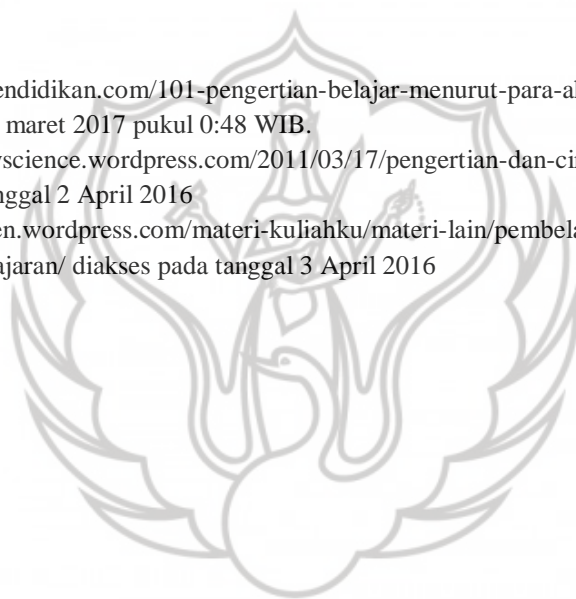 endidikan.com/101-pengertian-belajar-menurut-para-al
maret 2017 pukul 0:48 WIB.
yscience.wordpress.com/2011/03/17/pengertian-dan-ci
nggal 2 April 2016
en.wordpress.com/materi-kuliahku/materi-lain/pembela
ajaran/ diakses pada tanggal 3 April 2016